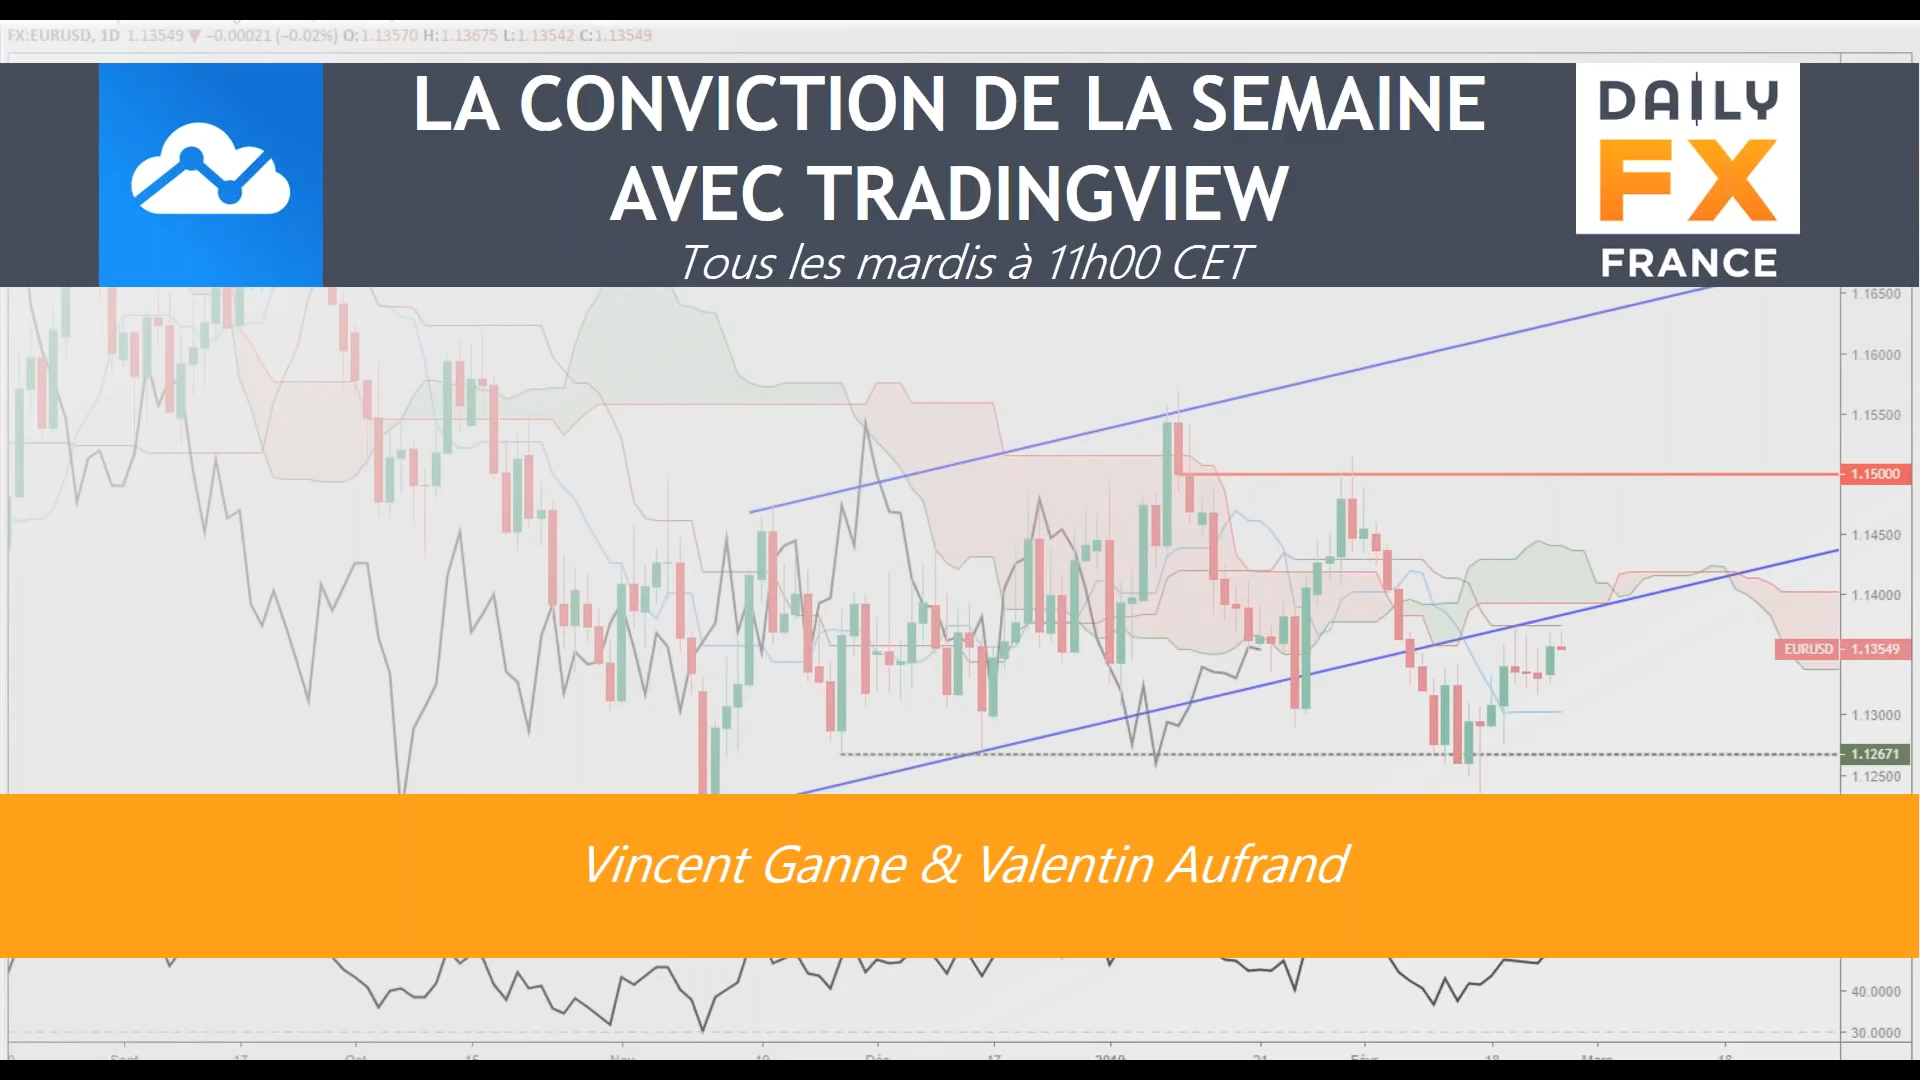 FX:EURUSD, 1D 1.13549 ▼ −0.00021 (−0.02%) O:1.13570 H:1.13675 L:1.13542 C:1.13549
LA CONVICTION DE LA SEMAINE
AVEC TRADINGVIEW
Tous les mardis à 11h00 CET
DAILY
FX
FRANCE
1.16500
1.16000
1.15500
1.15000
1.14500
1.14000
EURUSD 1.13549
1.13000
1.12671
1.12500
Vincent Ganne & Valentin Aufrand
40.0000
30.0000